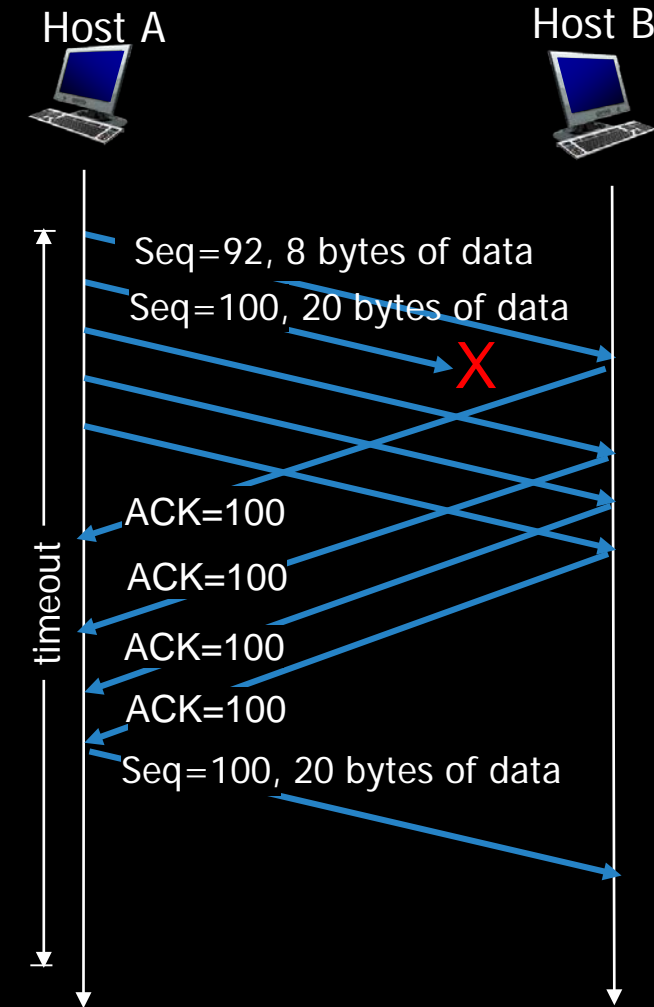 Host A
Host B
Seq=92, 8 bytes of data
Seq=100, 20 bytes of data
X
ACK=100
ACK=100
ACK=100
ACK=100
timeout
Seq=100, 20 bytes of data